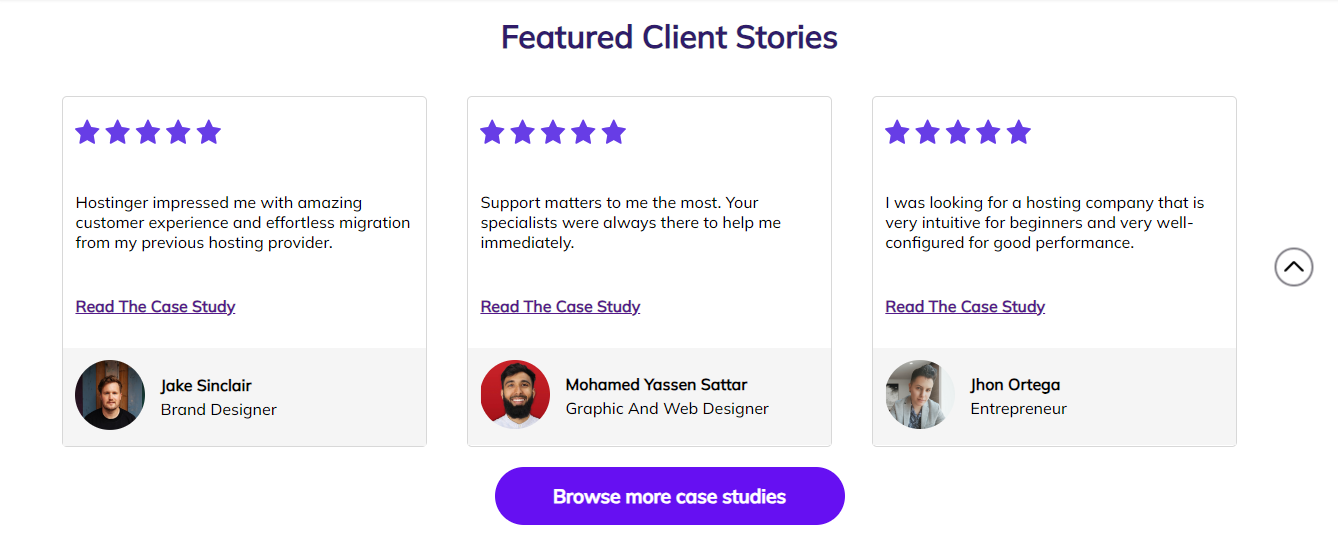 Featured Client Stories
Hostinger impressed me with amazing
customer experience and effortless migration
from my previous hosting provider.
Read The Case Study
Jake Sinclair
Brand Designer
Support matters to me the most. Your
specialists were always there to help me
immediately.
Read The Case Study
Mohamed Yassen Sattar
Graphic And Web Designer
I was looking for a hosting company that is
very intuitive for beginners and very well-
configured for good performance.
Read The Case Study
Jhon Ortega
Entrepreneur
Browse more case studies